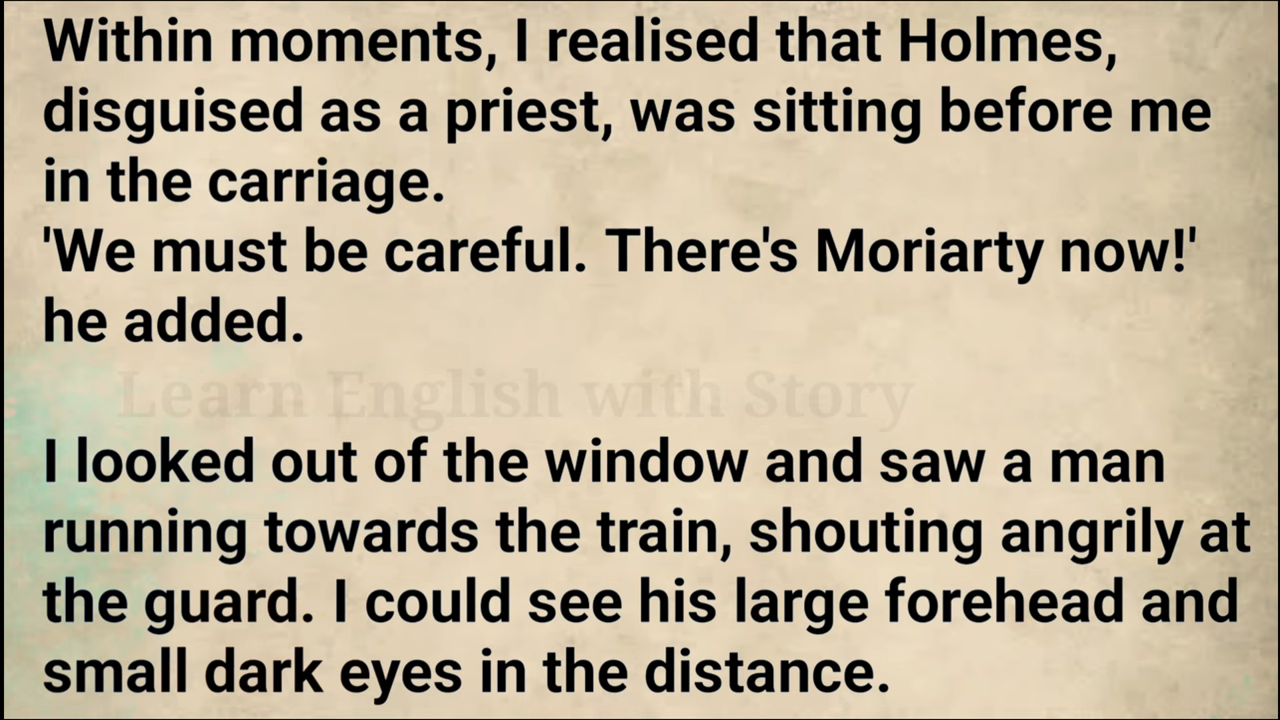 Within moments, I realised that Holmes,
disguised as a priest, was sitting before me
in the carriage.
'We must be careful. There's Moriarty now!'
he added.
Learn English with Story
I looked out of the window and saw a man
running towards the train, shouting angrily at
the guard. I could see his large forehead and
small dark eyes in the distance.